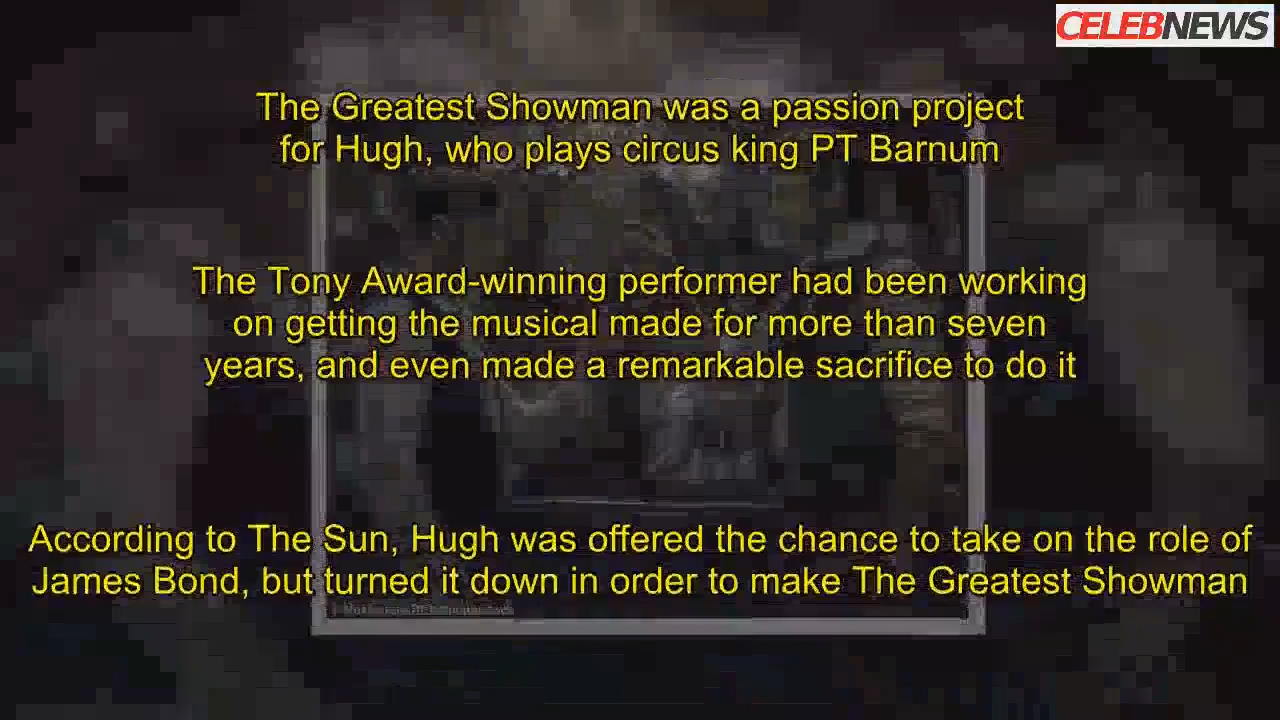 CELEBNEWS
The Greatest Showman was a passion project
for Hugh, who plays circus king PT Barnum
The Tony Award-winning performer had been working
on getting the musical made for more than seven
years, and even made a remarkable sacrifice to do it
According to The Sun, Hugh was offered the chance to take on the role of
James Bond, but turned it down in order to make The Greatest Showman